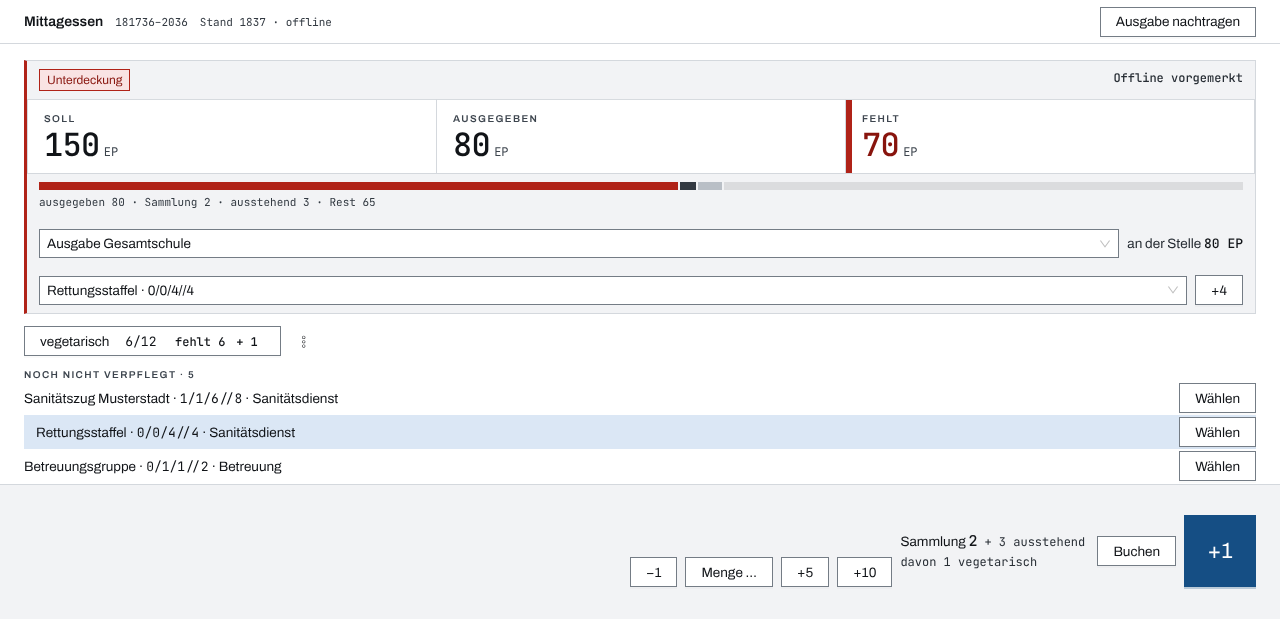 Mittagessen 181736–2036 Stand 1837 · offline
Ausgabe nachtragen
Unterdeckung
Offline vorgemerkt
SOLL
150 EP
AUSGEGEBEN
80 EP
FEHLT
70 EP
ausgegeben 80 · Sammlung 2 · ausstehend 3 · Rest 65
Ausgabe Gesamtschule
an der Stelle 80 EP
Rettungsstaffel · 0/0/4//4
+4
vegetarisch 6/12 fehlt 6 + 1
NOCH NICHT VERPFLEGT · 5
Sanitätszug Musterstadt · 1/1/6//8 · Sanitätsdienst
Wählen
Rettungsstaffel · 0/0/4//4 · Sanitätsdienst
Wählen
Betreuungsgruppe · 0/1/1//2 · Betreuung
Wählen
−1
Menge …
+5
+10
Sammlung 2 + 3 ausstehend
davon 1 vegetarisch
Buchen
+1